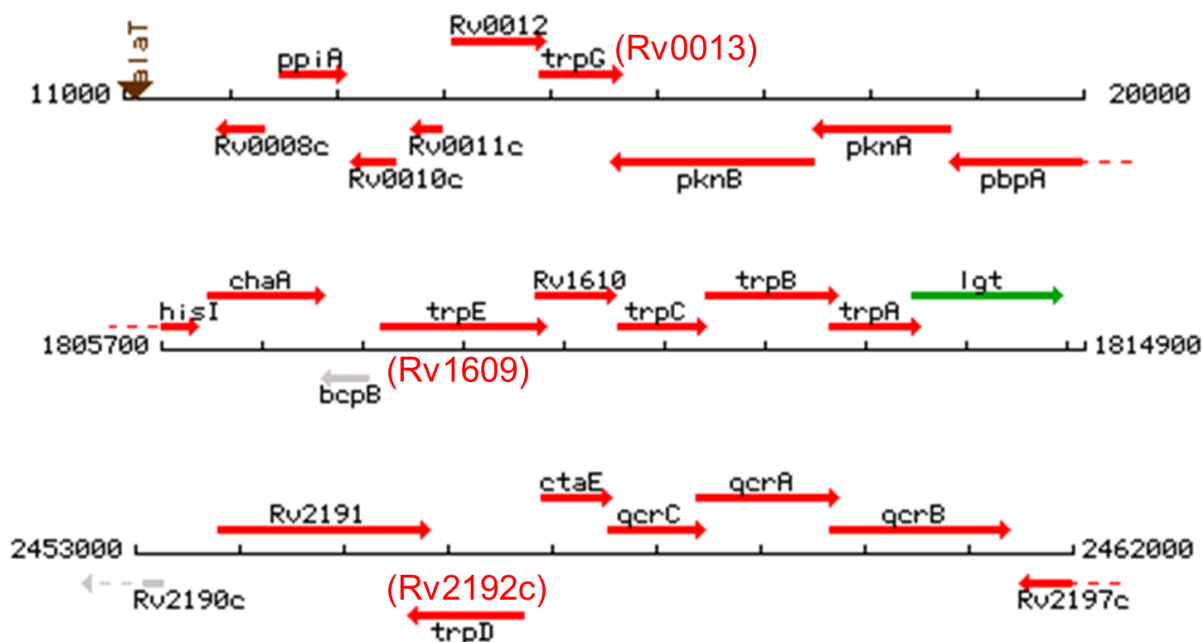 alaT
Rv0012
ppiA trpG (Rv0013)
11000 20000
Rv0008c Rv0011c pknA
Rv0010c pknB pbpA
chaA Rv1610 trpB lgt
hisI trpE trpC trpA
1805700 1814900
bcpB (Rv1609)
ctaE qcrA
Rv2191 qcrC qcrB
2453000 2462000
Rv2190c (Rv2192c) Rv2197c
trpD